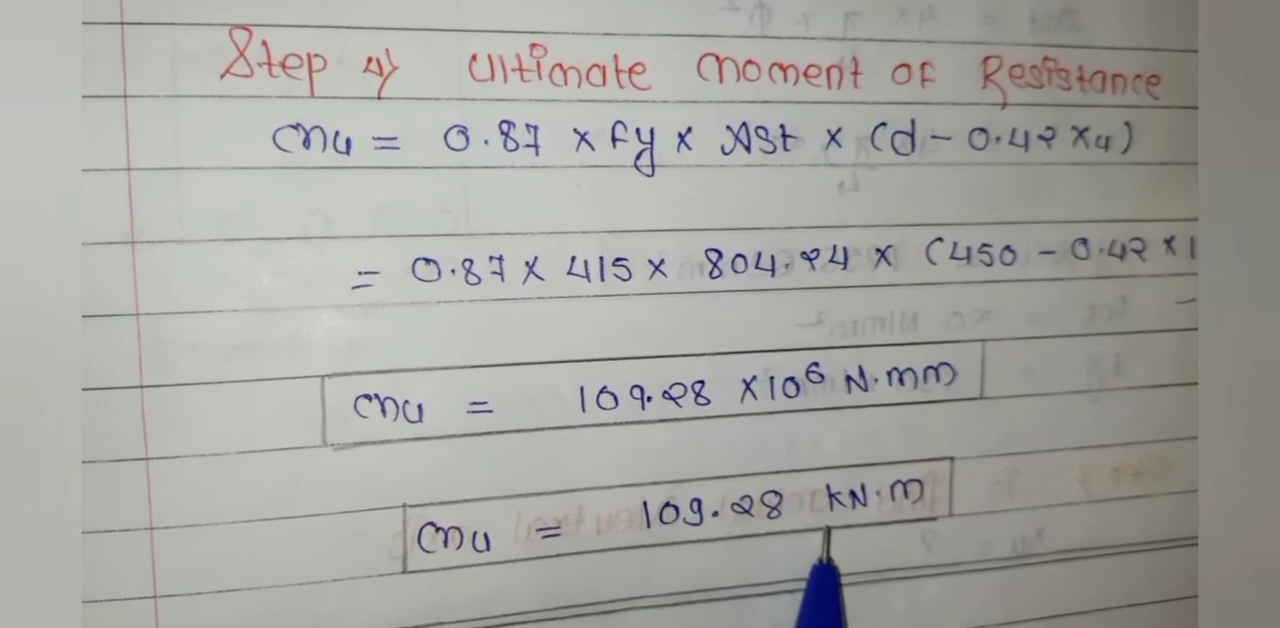 Step 4) Ultimate moment of Resistance
Mu = 0.87 × fy × Ast × (d - 0.42 xu)
= 0.87 × 415 × 804.24 × (450 - 0.42 × 1
Mu = 109.28 × 10⁶ N.mm
Mu = 109.28 KN.m